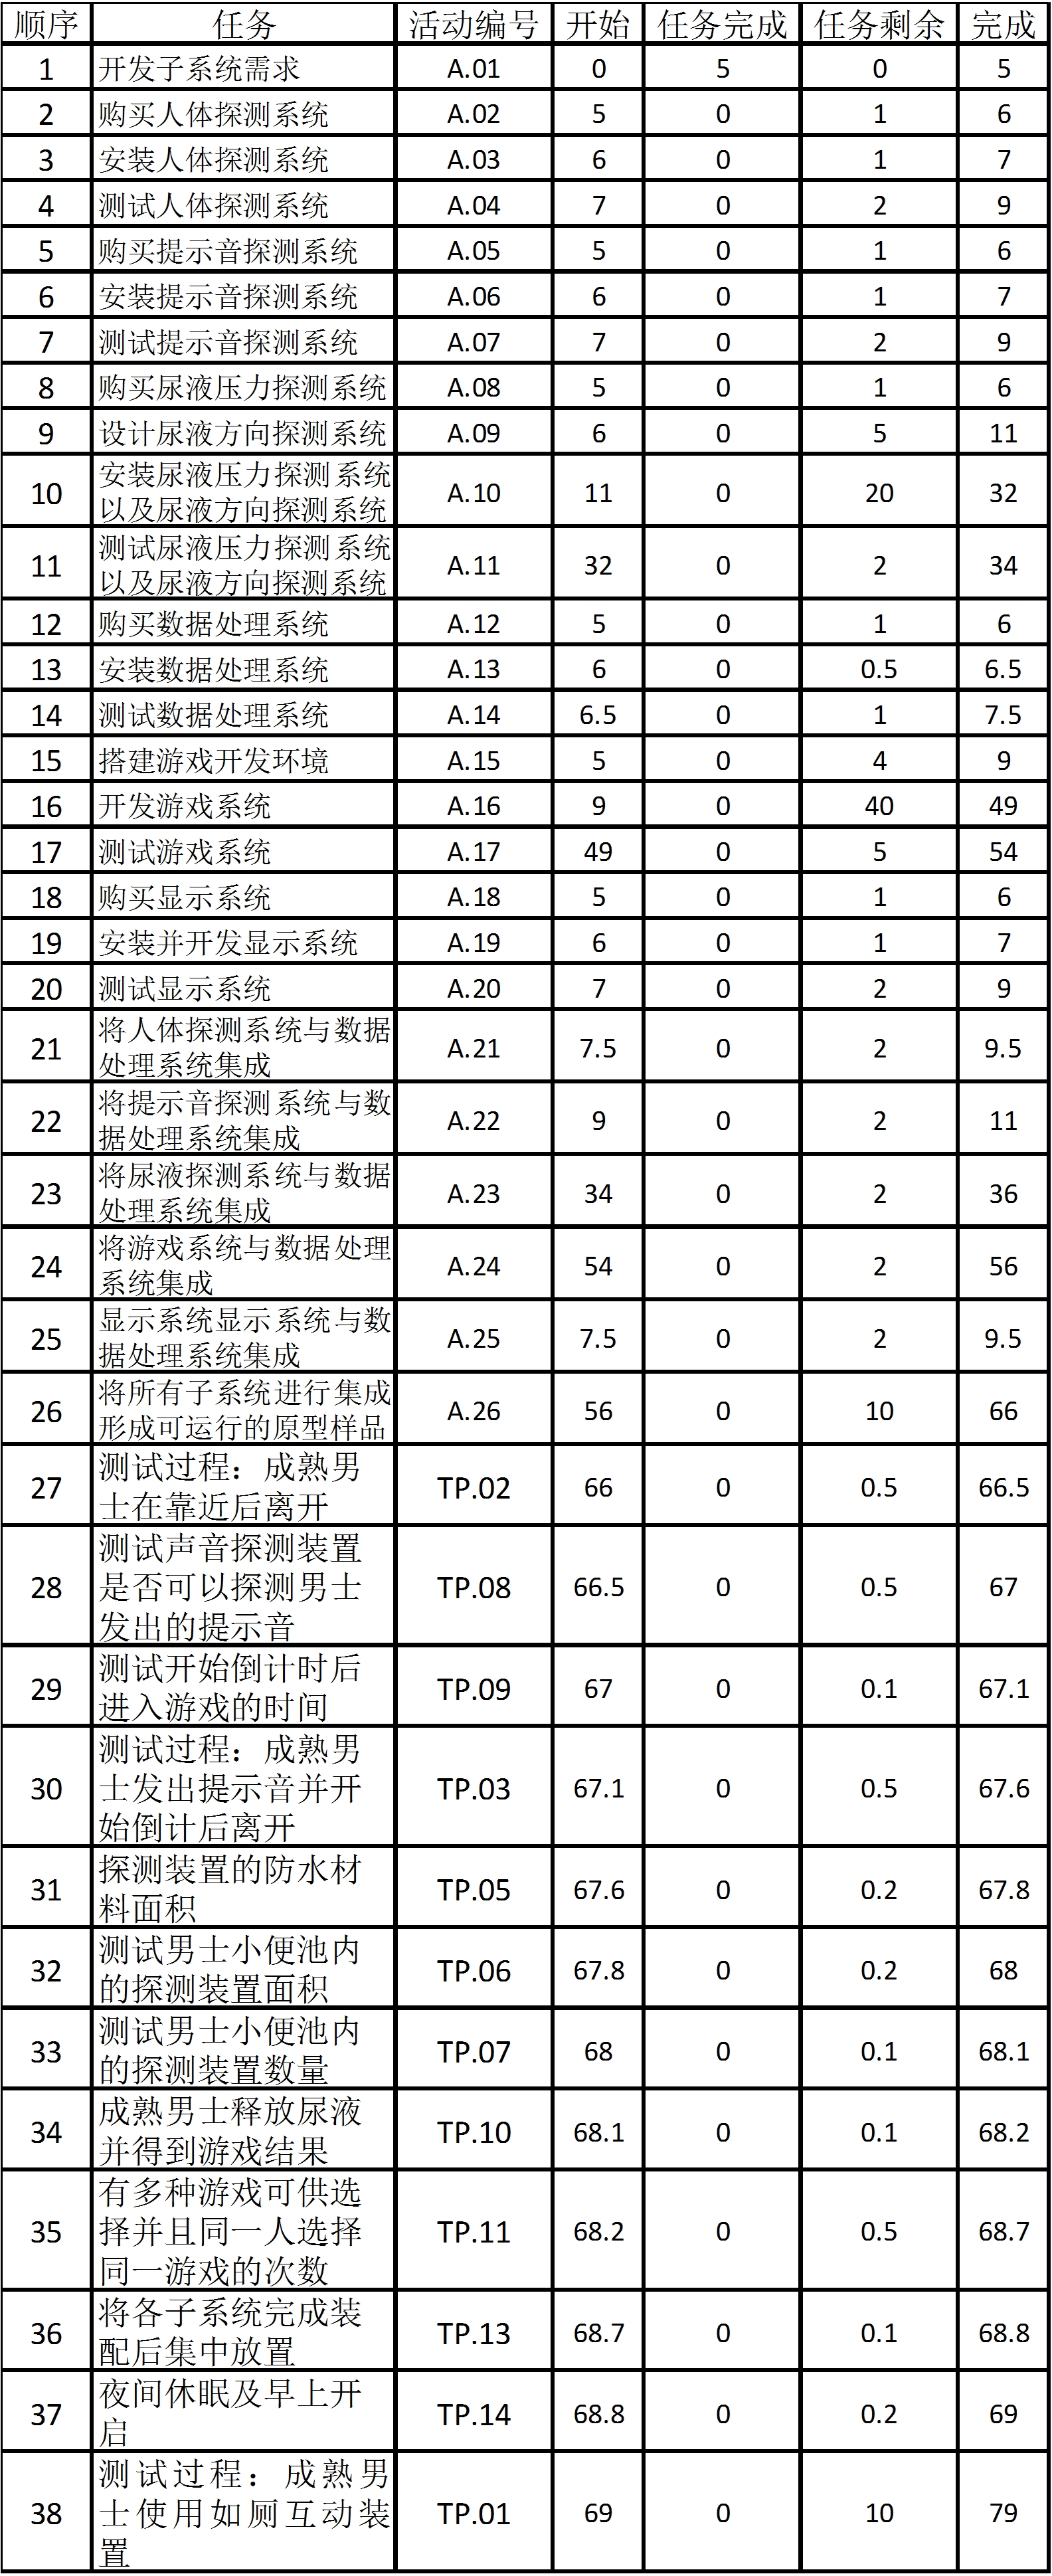 顺序 任务 活动编号 开始 任务完成 任务剩余 完成
1 开发子系统需求 A.01 0 5 0 5
2 购买人体探测系统 A.02 5 0 1 6
3 安装人体探测系统 A.03 6 0 1 7
4 测试人体探测系统 A.04 7 0 2 9
5 购买提示音探测系统 A.05 5 0 1 6
6 安装提示音探测系统 A.06 6 0 1 7
7 测试提示音探测系统 A.07 7 0 2 9
8 购买尿液压力探测系统 A.08 5 0 1 6
9 设计尿液方向探测系统 A.09 6 0 5 11
10 安装尿液压力探测系统
以及尿液方向探测系统 A.10 11 0 20 32
11 测试尿液压力探测系统
以及尿液方向探测系统 A.11 32 0 2 34
12 购买数据处理系统 A.12 5 0 1 6
13 安装数据处理系统 A.13 6 0 0.5 6.5
14 测试数据处理系统 A.14 6.5 0 1 7.5
15 搭建游戏开发环境 A.15 5 0 4 9
16 开发游戏系统 A.16 9 0 40 49
17 测试游戏系统 A.17 49 0 5 54
18 购买显示系统 A.18 5 0 1 6
19 安装并开发显示系统 A.19 6 0 1 7
20 测试显示系统 A.20 7 0 2 9
21 将人体探测系统与数据
处理系统集成 A.21 7.5 0 2 9.5
22 将提示音探测系统与数
据处理系统集成 A.22 9 0 2 11
23 将尿液探测系统与数据
处理系统集成 A.23 34 0 2 36
24 将游戏系统与数据处理
系统集成 A.24 54 0 2 56
25 显示系统显示系统与数
据处理系统集成 A.25 7.5 0 2 9.5
26 将所有子系统进行集成
形成可运行的原型样品 A.26 56 0 10 66
27 测试过程：成熟男
士在靠近后离开 TP.02 66 0 0.5 66.5
28 测试声音探测装置
是否可以探测男士
发出的提示音 TP.08 66.5 0 0.5 67
29 测试开始倒计时后
进入游戏的时间 TP.09 67 0 0.1 67.1
30 测试过程：成熟男
士发出提示音并开
始倒计后离开 TP.03 67.1 0 0.5 67.6
31 探测装置的防水材
料面积 TP.05 67.6 0 0.2 67.8
32 测试男士小便池内
的探测装置面积 TP.06 67.8 0 0.2 68
33 测试男士小便池内
的探测装置数量 TP.07 68 0 0.1 68.1
34 成熟男士释放尿液
并得到游戏结果 TP.10 68.1 0 0.1 68.2
35 有多种游戏可供选
择并且同一人选择
同一游戏的次数 TP.11 68.2 0 0.5 68.7
36 将各子系统完成装
配后集中放置 TP.13 68.7 0 0.1 68.8
37 夜间休眠及早上开
启 TP.14 68.8 0 0.2 69
38 测试过程：成熟男
士使用如厕互动装
置 TP.01 69 0 10 79